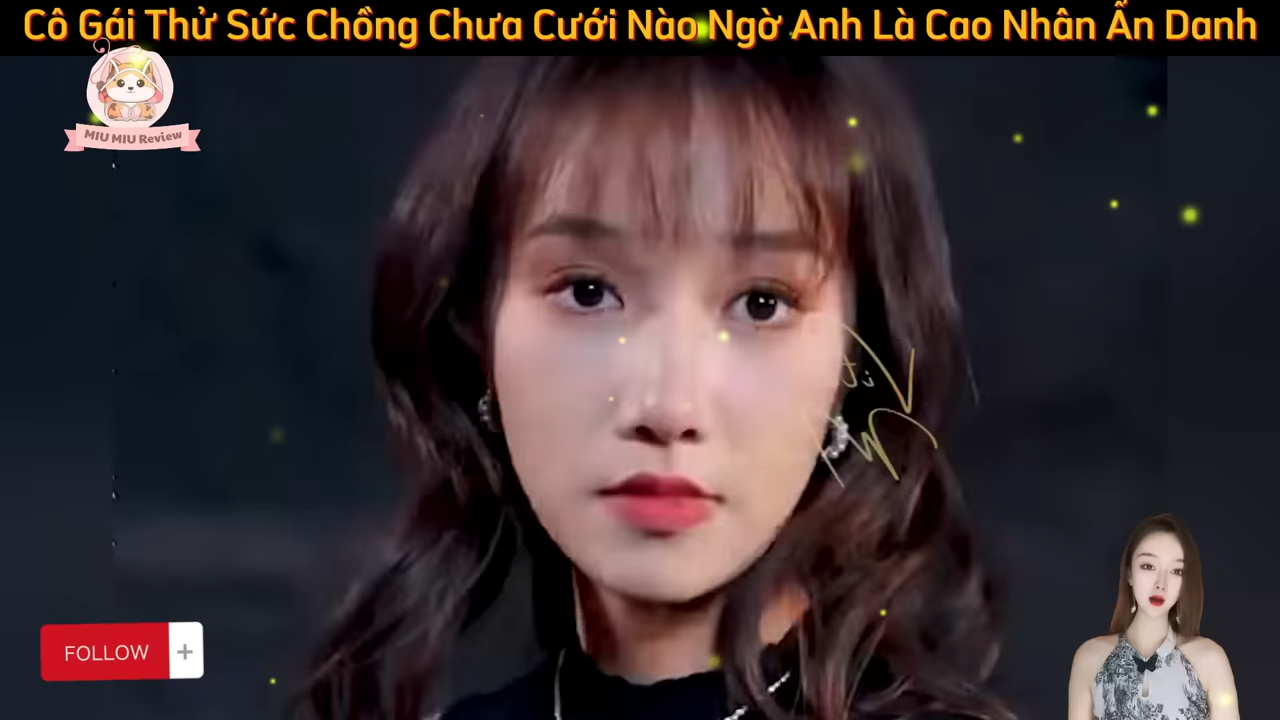 Cô Gái Thử Sức Chồng Chưa Cưới Nào Ngờ Anh Là Cao Nhân Ẩn Danh
MIU MIU Review
FOLLOW +